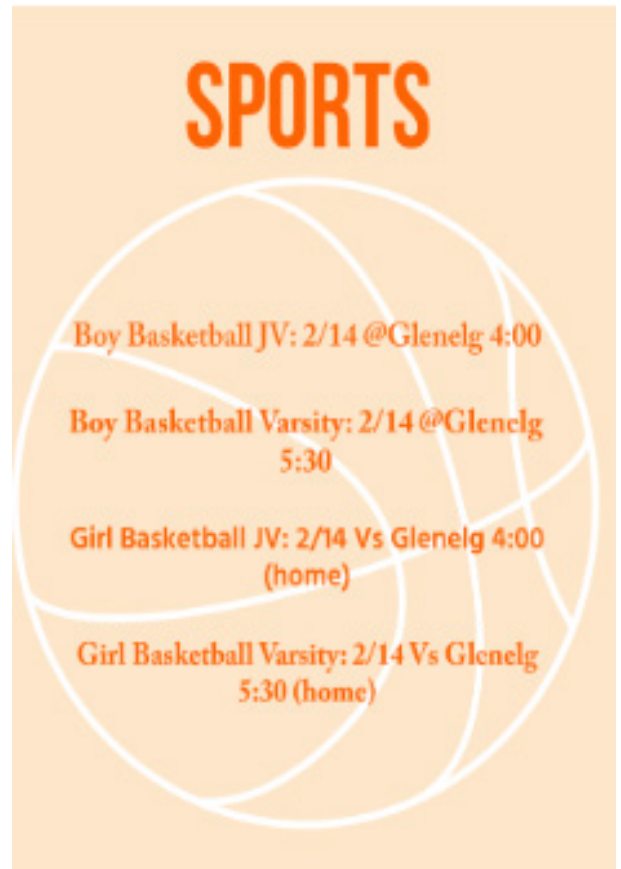 SPORTS
Boy Basketball JV: 2/14 @Glenelg 4:00
Boy Basketball Varsity: 2/14 @Glenelg
5:30
Girl Basketball JV: 2/14 Vs Glenelg 4:00
(home)
Girl Basketball Varsity: 2/14 Vs Glenelg
5:30 (home)